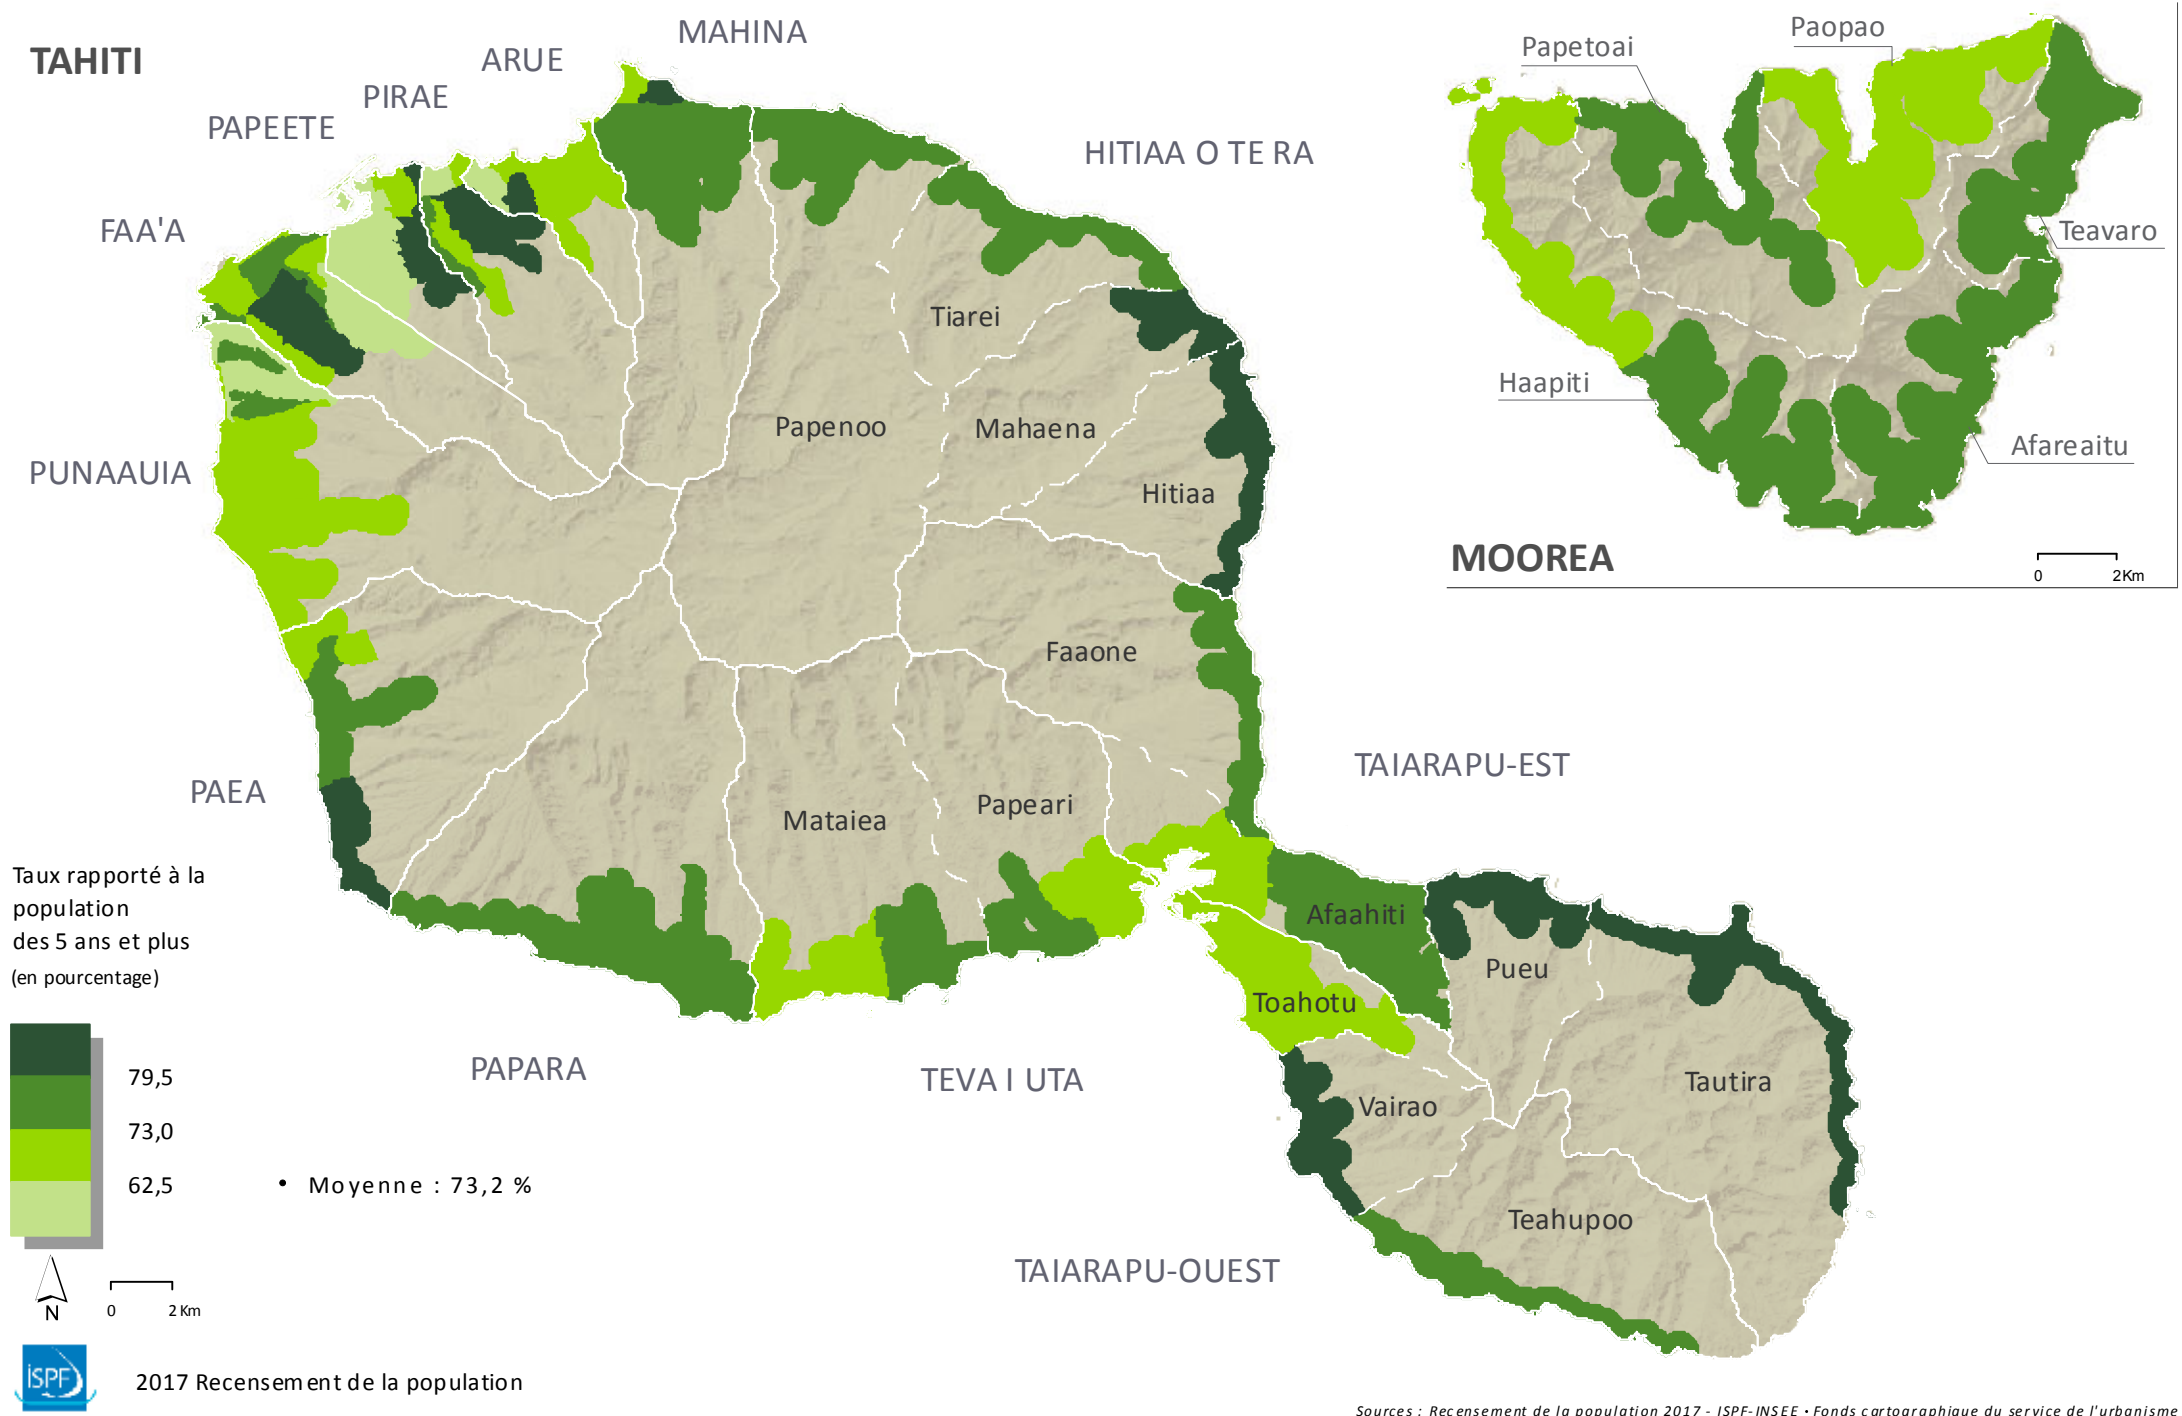 TAHITI
MAHINA
ARUE
PIRAE
PAPEETE
FAA'A
HITIAA O TE RA
Papetoai
Paopao
Teavaro
Haapiti
Afareaitu
MOOREA
0 2Km
Tiarei
Papenoo
Mahaena
Hitiaa
PUNAAUIA
Faaone
TAIARAPU-EST
PAEA
Mataiea
Papeari
Afaahiti
Pueu
Toahotu
PAPARA
TEVA I UTA
Vairao
Tautira
Teahupoo
TAIARAPU-OUEST
Taux rapporté à la
population
des 5 ans et plus
(en pourcentage)
79,5
73,0
62,5
• Moyenne : 73,2 %
N
0 2 Km
ISPF
2017 Recensement de la population
Sources : Recensement de la population 2017 - ISPF-INSEE • Fonds cartographique du service de l'urbanisme